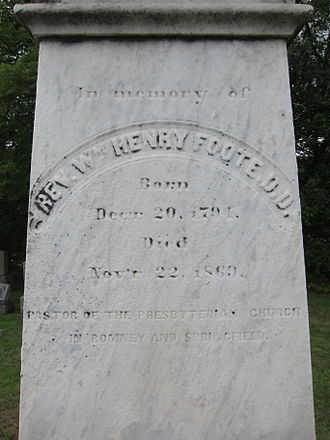 In memory of
REV. Wm HENRY FOOTE D.D.
Born
Decr 20, 1794.
Died
Novr 22, 1869.
PASTOR OF THE PRESBYTERIAN CHURCH
IN ROMNEY AND SPRINGFIELD.